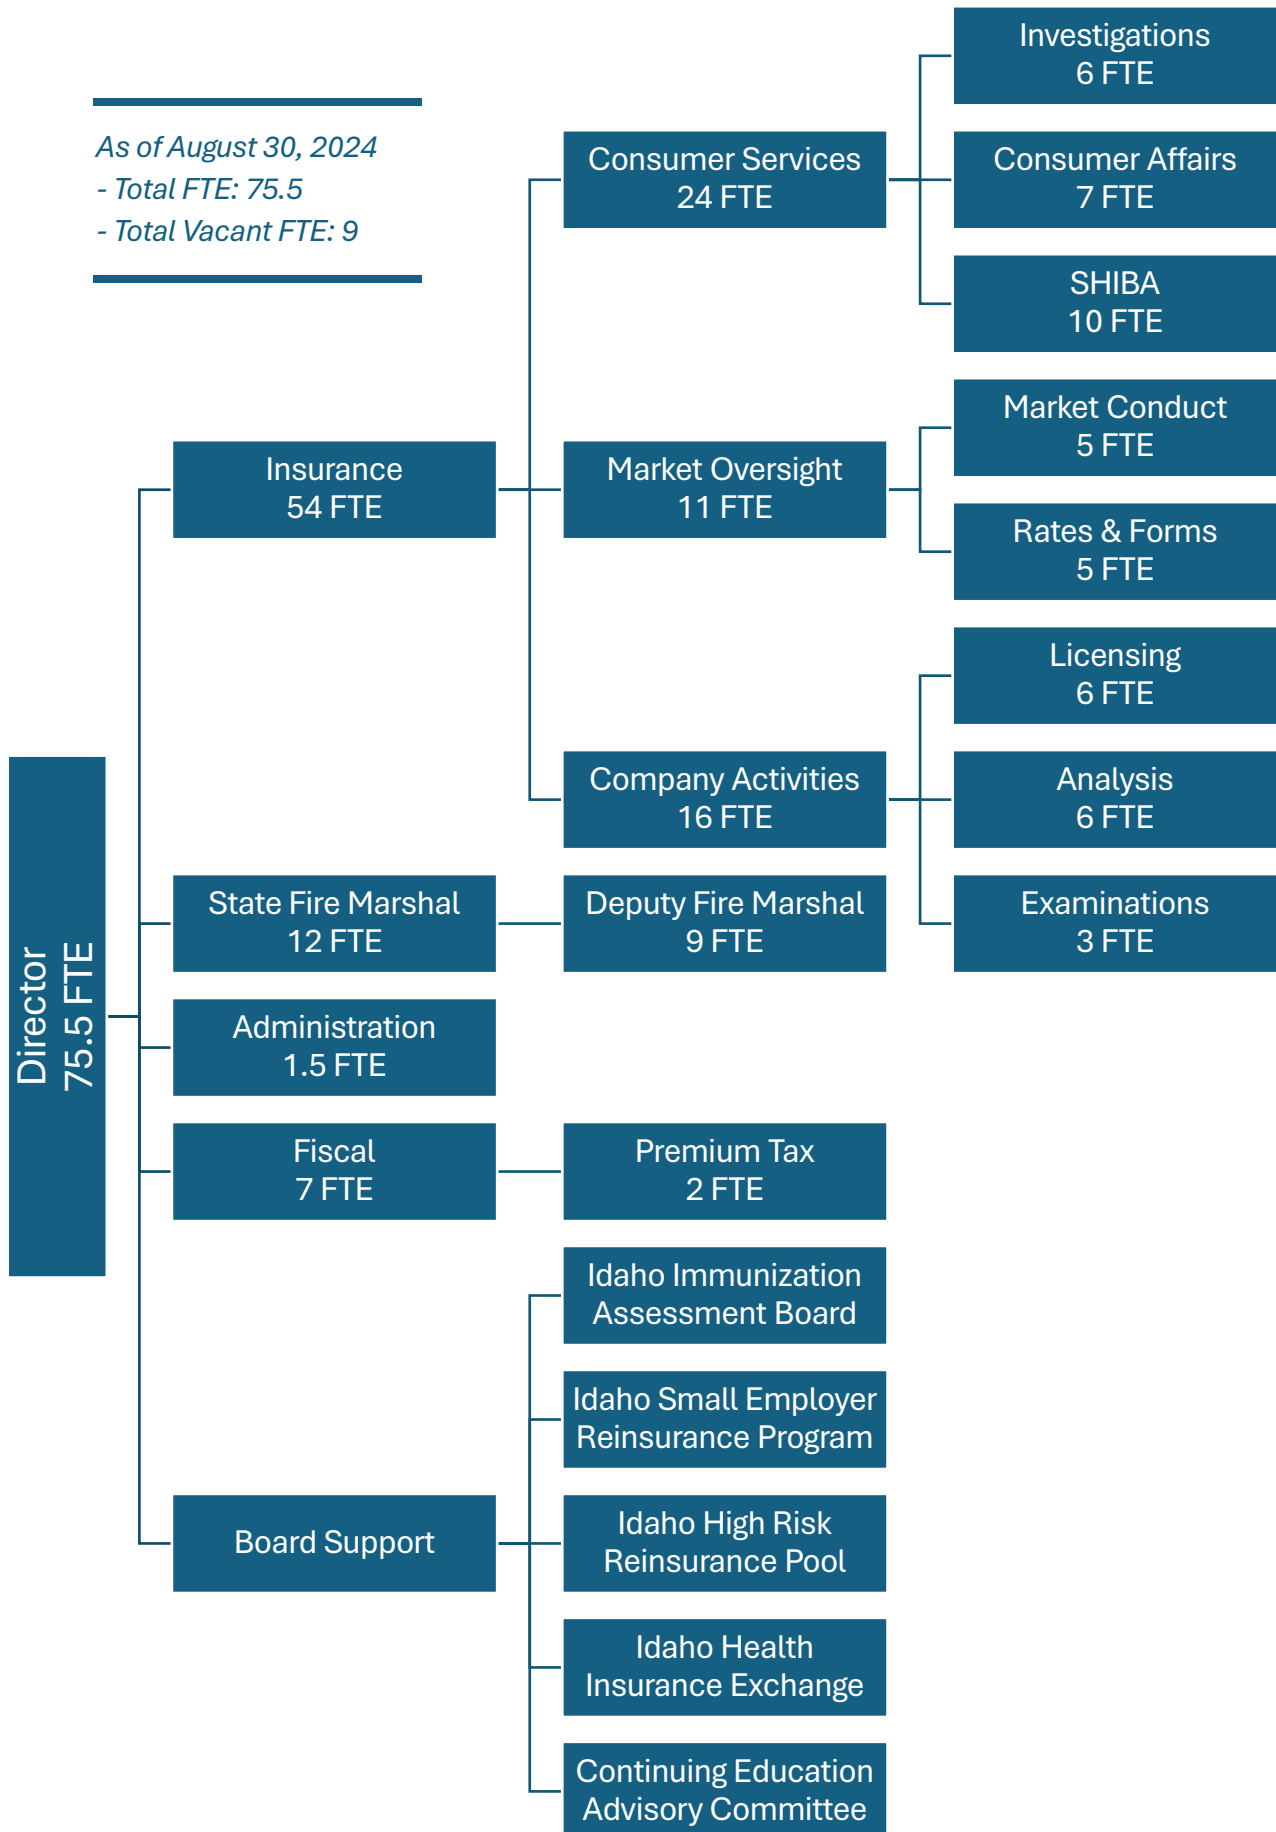 As of August 30, 2024
- Total FTE: 75.5
- Total Vacant FTE: 9
Director
75.5 FTE
Insurance
54 FTE
Consumer Services
24 FTE
Investigations
6 FTE
Consumer Affairs
7 FTE
SHIBA
10 FTE
Market Oversight
11 FTE
Market Conduct
5 FTE
Rates & Forms
5 FTE
Company Activities
16 FTE
Licensing
6 FTE
Analysis
6 FTE
Examinations
3 FTE
State Fire Marshal
12 FTE
Deputy Fire Marshal
9 FTE
Administration
1.5 FTE
Fiscal
7 FTE
Premium Tax
2 FTE
Board Support
Idaho Immunization
Assessment Board
Idaho Small Employer
Reinsurance Program
Idaho High Risk
Reinsurance Pool
Idaho Health
Insurance Exchange
Continuing Education
Advisory Committee